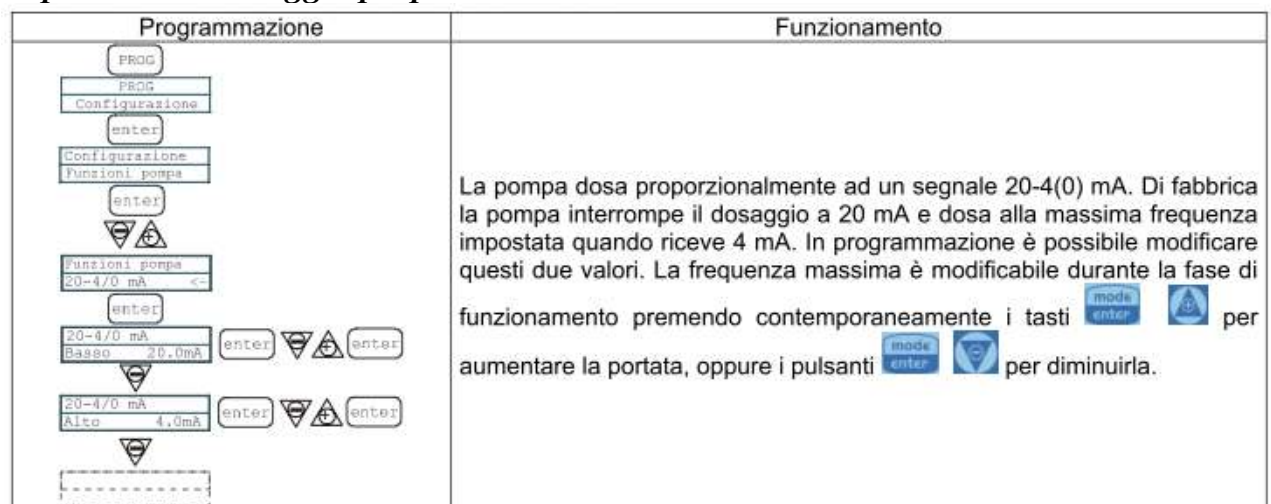 Programmazione
Funzionamento
PROG
PROG
Configurazione
enter
Configurazione
Funzioni pompa
enter
Funzioni pompa
20-4/0 mA <-
enter
20-4/0 mA
Basso 20.0mA
enter
enter
20-4/0 mA
Alto 4.0mA
enter
enter
La pompa dosa proporzionalmente ad un segnale 20-4(0) mA. Di fabbrica
la pompa interrompe il dosaggio a 20 mA e dosa alla massima frequenza
impostata quando riceve 4 mA. In programmazione è possibile modificare
questi due valori. La frequenza massima è modificabile durante la fase di
funzionamento premendo contemporaneamente i tasti mode enter per
aumentare la portata, oppure i pulsanti mode enter per diminuirla.